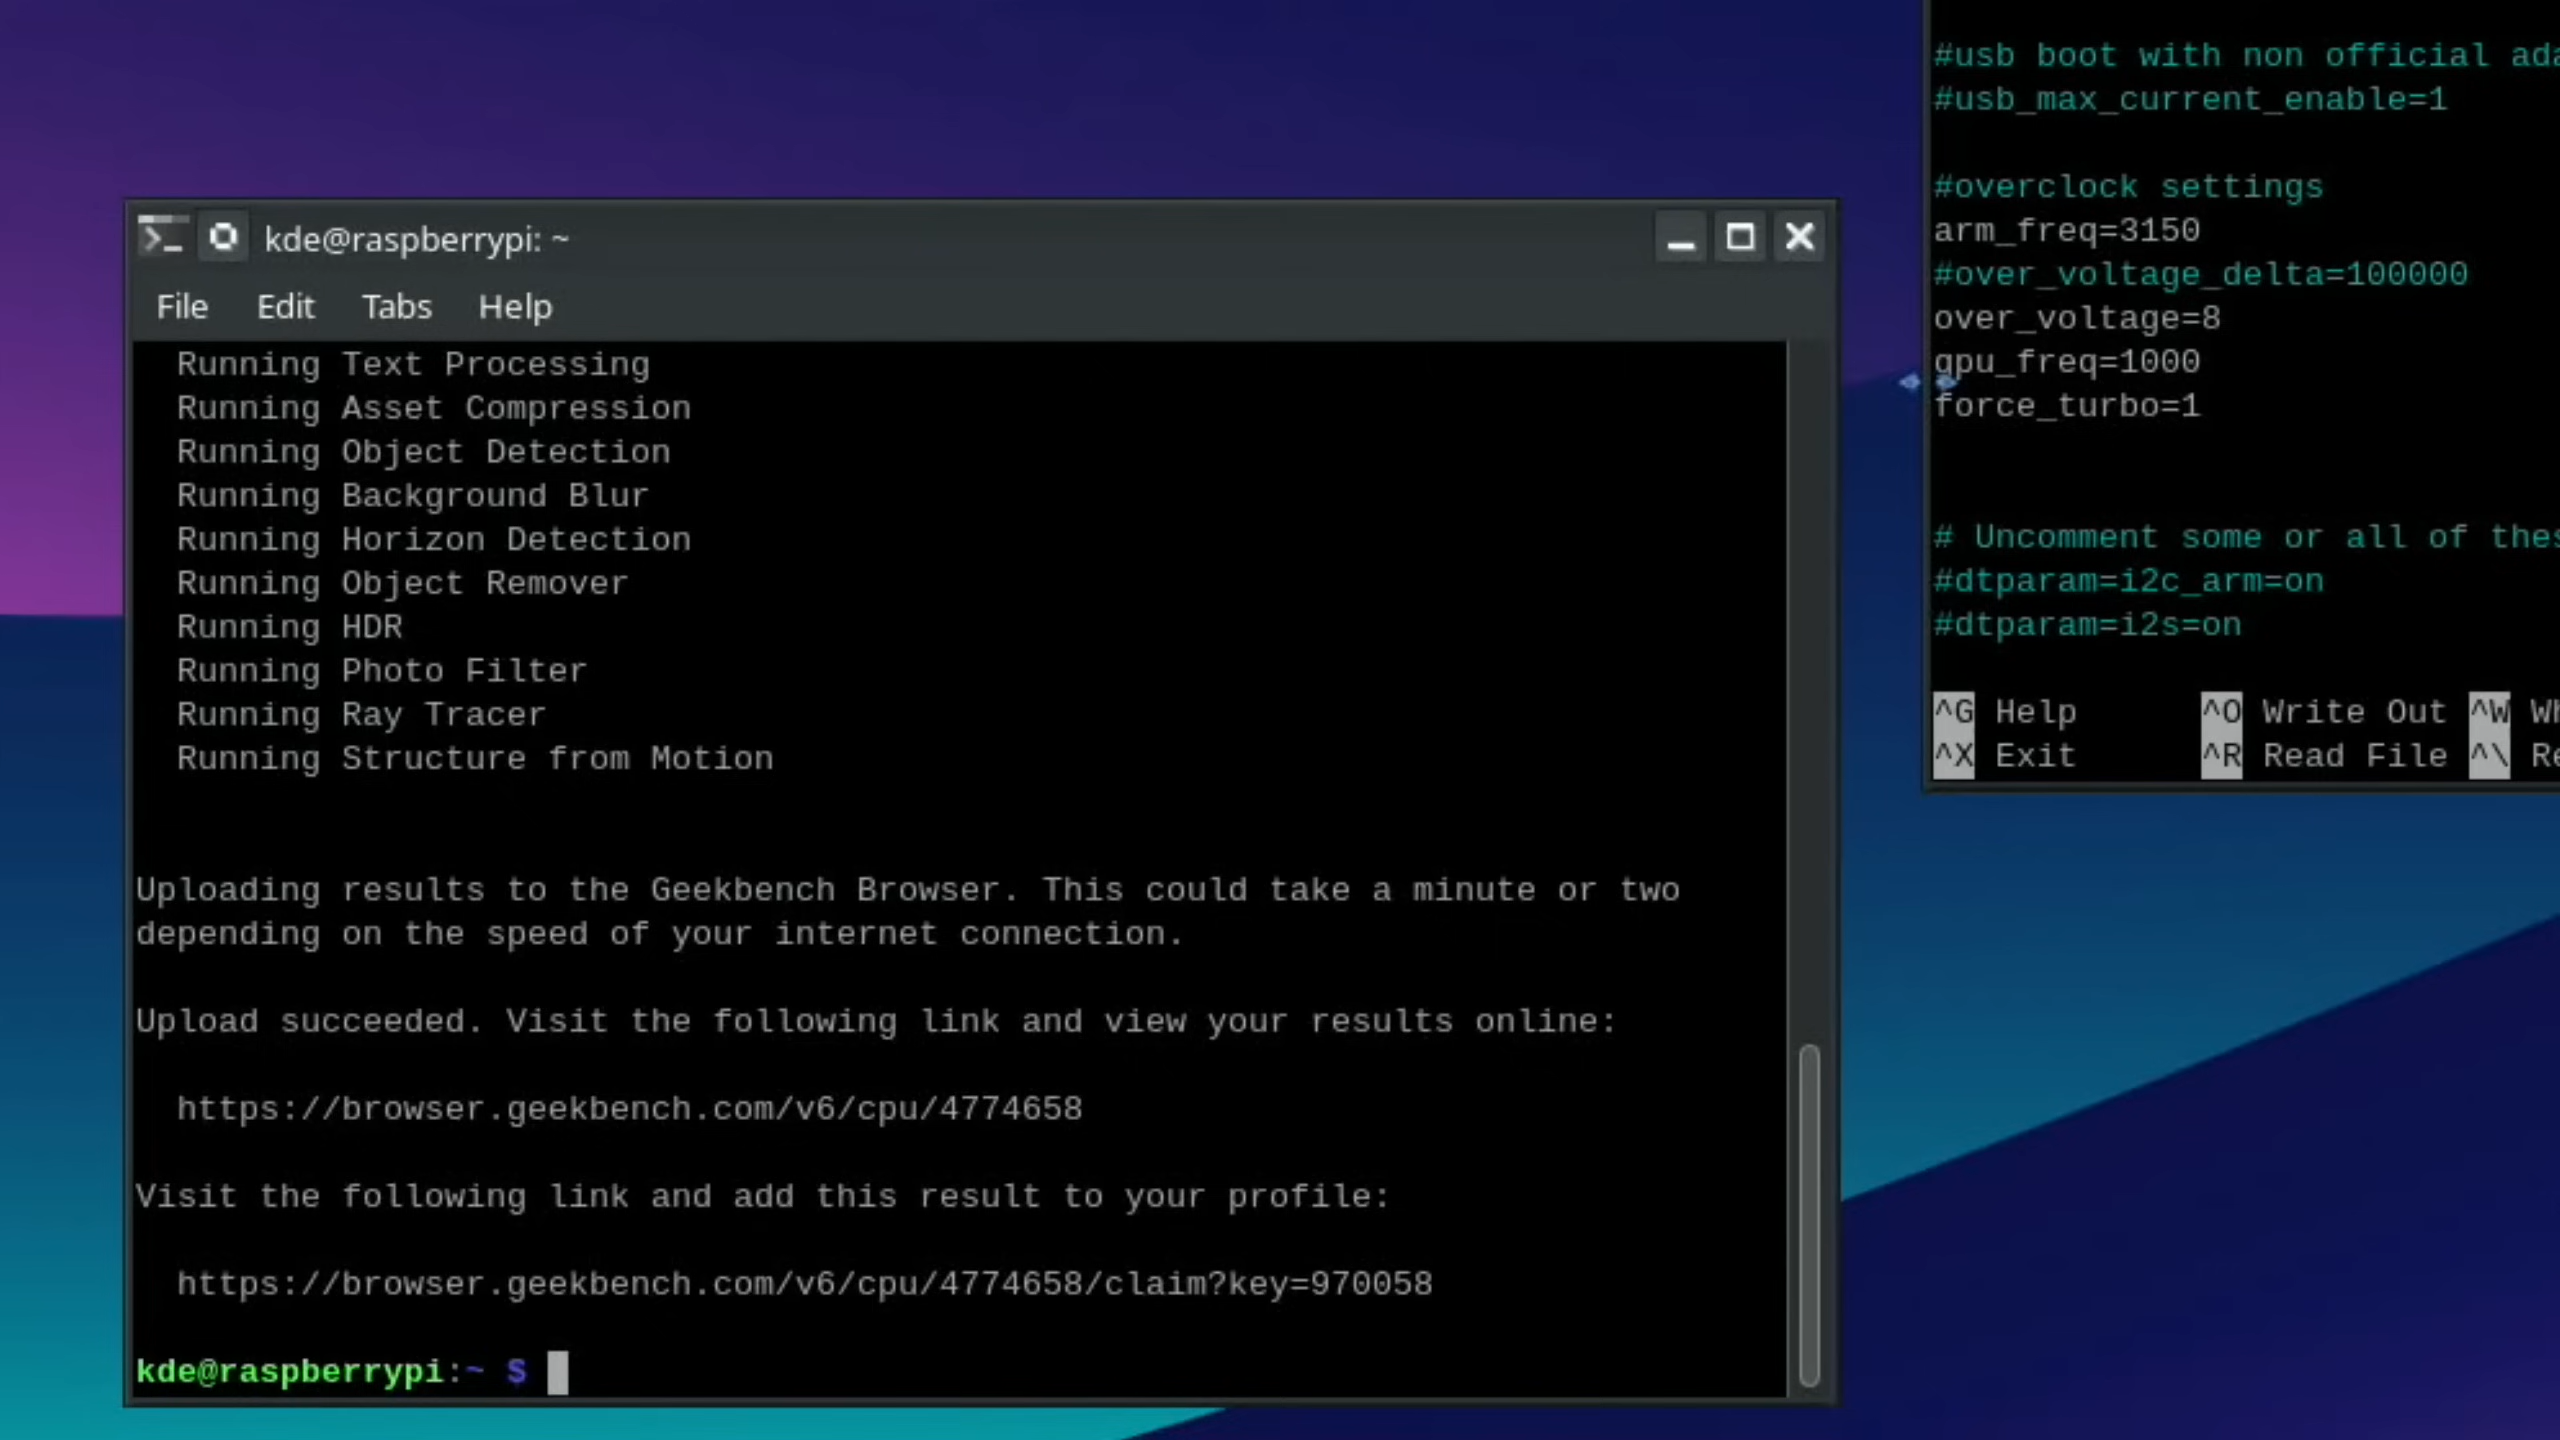 kde@raspberrypi: ~
File Edit Tabs Help
Running Text Processing
Running Asset Compression
Running Object Detection
Running Background Blur
Running Horizon Detection
Running Object Remover
Running HDR
Running Photo Filter
Running Ray Tracer
Running Structure from Motion
Uploading results to the Geekbench Browser. This could take a minute or two
depending on the speed of your internet connection.
Upload succeeded. Visit the following link and view your results online:
https://browser.geekbench.com/v6/cpu/4774658
Visit the following link and add this result to your profile:
https://browser.geekbench.com/v6/cpu/4774658/claim?key=970058
kde@raspberrypi:~ $
#usb boot with non official
#usb_max_current_enable=1
#overclock settings
arm_freq=3150
#over_voltage_delta=100000
over_voltage=8
gpu_freq=1000
force_turbo=1
# Uncomment some or all of
#dtparam=i2c_arm=on
#dtparam=i2s=on
^G Help ^O Write Out ^W
^X Exit ^R Read File ^\